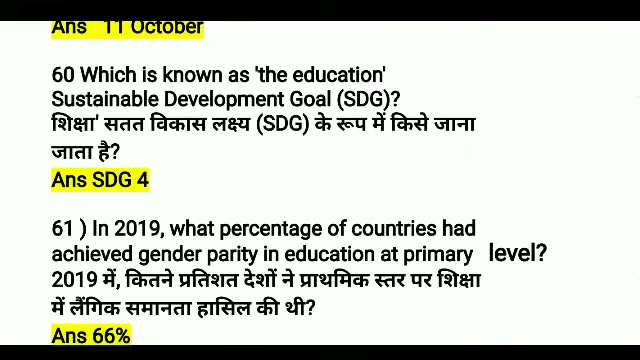 Ans 11 October
60 Which is known as 'the education'
Sustainable Development Goal (SDG)?
शिक्षा' सतत विकास लक्ष्य (SDG) के रूप में किसे जाना
जाता है?
Ans SDG 4
61 ) In 2019, what percentage of countries had
achieved gender parity in education at primary level?
2019 में, कितने प्रतिशत देशों ने प्राथमिक स्तर पर शिक्षा
में लैंगिक समानता हासिल की थी?
Ans 66%